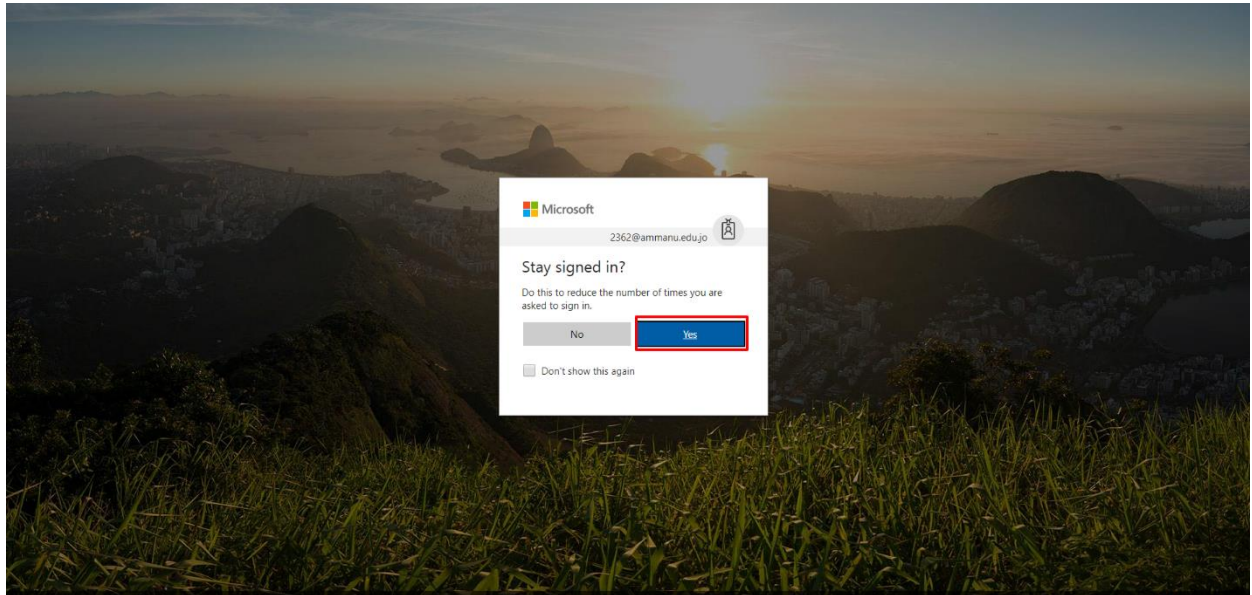 Microsoft
2362@ammanu.edu.jo
Stay signed in?
Do this to reduce the number of times you are
asked to sign in.
No
Yes
Don't show this again